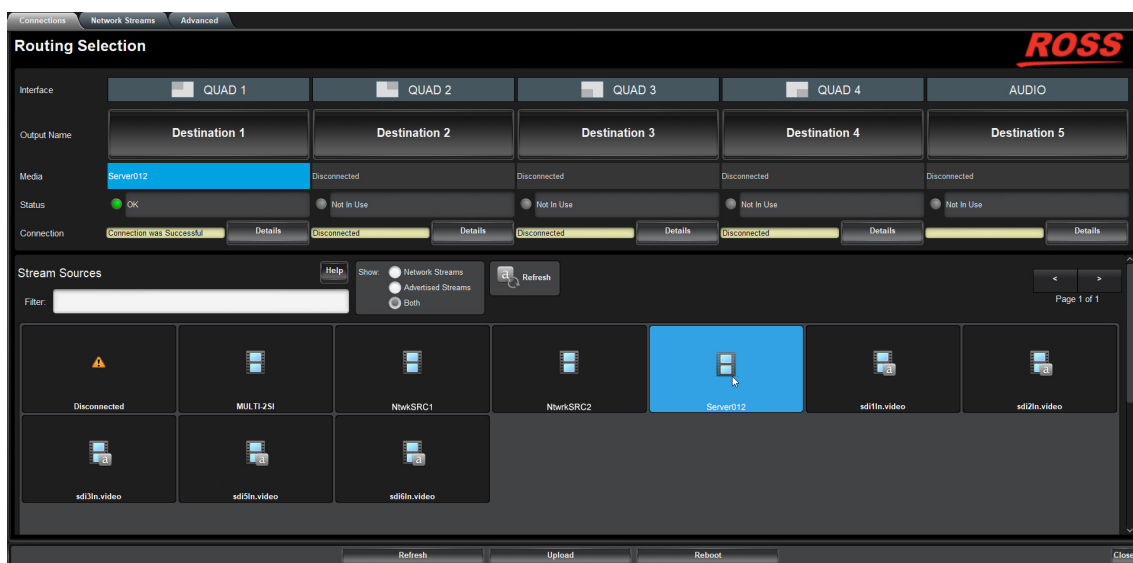 Connections Network Streams Advanced
Routing Selection
ROSS
Interface QUAD 1 QUAD 2 QUAD 3 QUAD 4 AUDIO
Output Name Destination 1 Destination 2 Destination 3 Destination 4 Destination 5
Media Server012 Disconnected Disconnected Disconnected Disconnected
Status OK Not In Use Not In Use Not In Use Not In Use
Connection Connection was Successful Details Disconnected Details Disconnected Details Disconnected Details Details
Stream Sources Help Show: Network Streams a Refresh < >
Advertised Streams
Filter: Both Page 1 of 1
a a
Disconnected MULTI-2SI NtwkSRC1 NtwrkSRC2 Server012 sdi1In.video sdi2In.video
a a a
sdi3In.video sdi5In.video sdi6In.video
Refresh Upload Reboot Close